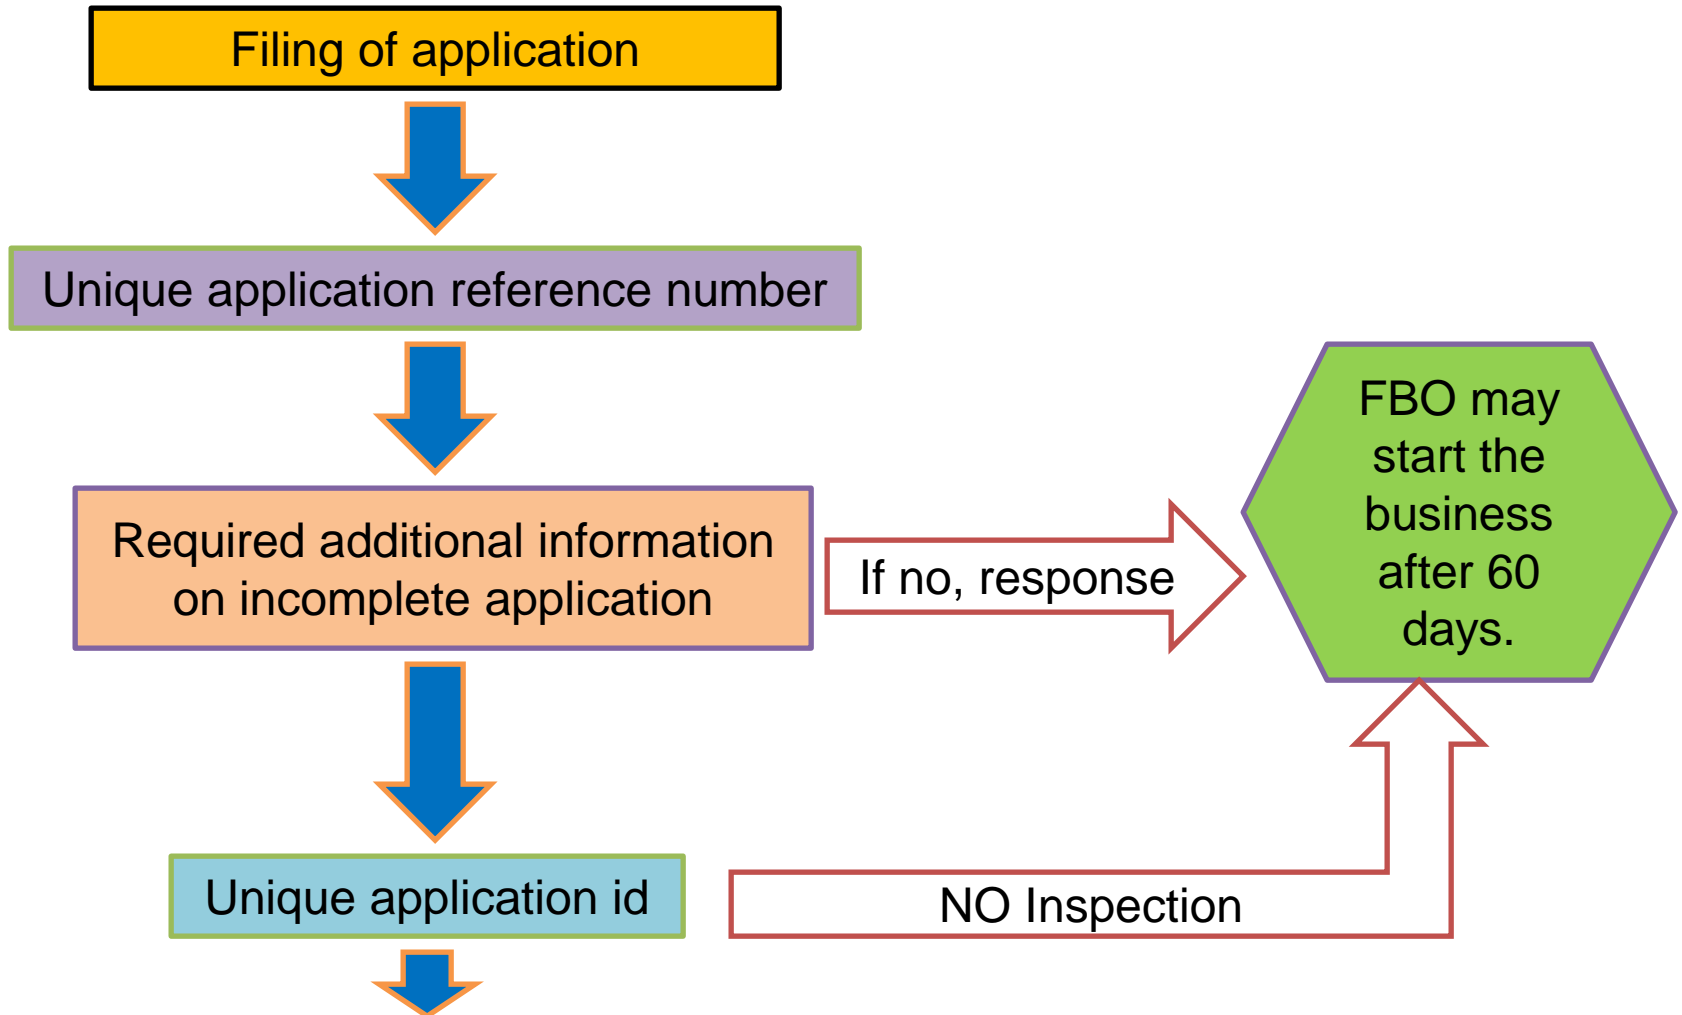 Filing of application
Unique application reference number
Required additional information
on incomplete application
If no, response
FBO may
start the
business
after 60
days.
Unique application id
NO Inspection